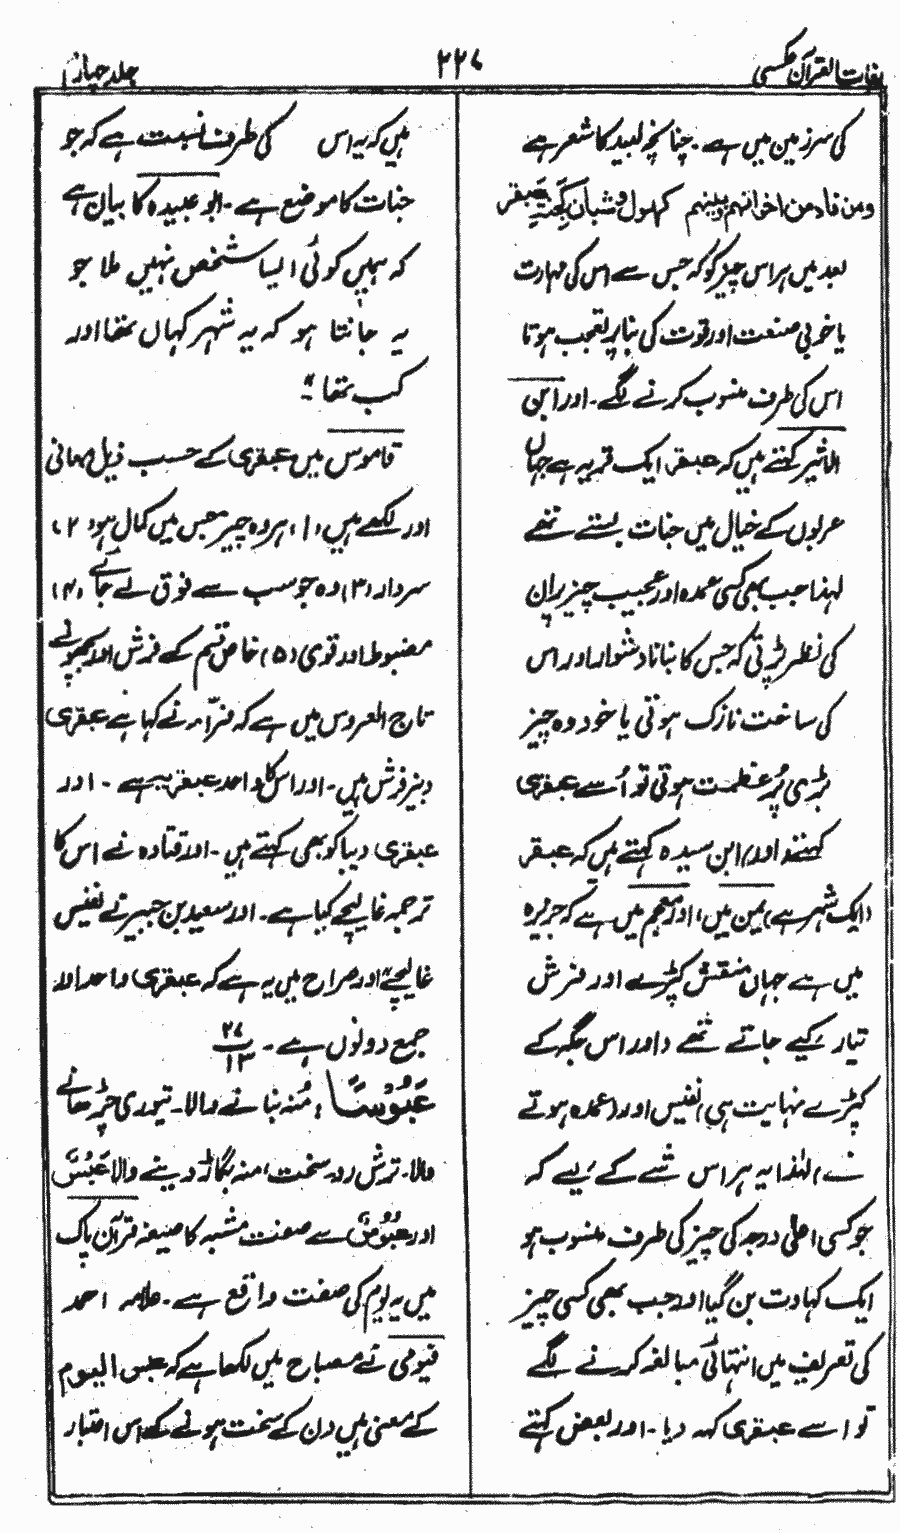 لغات القرآن عکسی
۲۲۷
جلد چہارم
کی سرزمین میں ہے۔ چنانچہ لبید کا شعر ہے
ومن فاد من اخوانهم وبنيهم كهول وشبان كجنة عبقر
بعد میں ہر اس چیز کو کہ جس سے اس کی مہارت
یا خوبی صنعت اور قوت کی بنا پر تعجب ہوتا
اس کی طرف منسوب کرنے لگے۔ اور ابن
الاثیر کہتے ہیں کہ عبقر ایک قریہ ہے جہاں
عربوں کے خیال میں جنات بستے تھے
لہذا جب بھی کسی عمدہ اور عجیب چیز پر ان
کی نظر پڑتی کہ جس کا بنانا دشوار اور اس
کی ساخت نازک ہوتی یا خود وہ چیز
بڑی پُر عظمت ہوتی تو اُسے عبقری
کہتے، اور ابن سیدہ کہتے ہیں کہ عبقر
ایک شہر ہے، یمن میں، اور معجم میں ہے کہ جزیرہ
میں ہے جہاں منقش کپڑے اور فرش
تیار کیے جاتے تھے (اور اس جگہ کے
کپڑے نہایت ہی نفیس اور (عمدہ ہوتے
تھے) لہٰذا یہ ہر اس شے کے لیے کہ
جو کسی اعلیٰ درجہ کی چیز کی طرف منسوب ہو
ایک کہاوت بن گیا اور جب بھی کسی چیز
کی تعریف میں انتہائی مبالغہ کرنے لگے
تو اسے عبقری کہہ دیا۔ اور بعض کہتے
ہیں کہ یہ اس کی طرف نسبت ہے کہ جو
جنات کا موضع ہے۔ ابو عبیدہ کا بیان ہے
کہ ہمیں کوئی ایسا شخص نہیں ملا جو
یہ جانتا ہو کہ یہ شہر کہاں تھا اور
کب تھا"
قاموس میں عبقری کے حسب ذیل معانی
اور لکھے ہیں، (۱) ہر وہ چیز جس میں کمال ہو، (۲)
سردار (۳) وہ جو سب سے فوق لے جائے (۴)
مضبوط اور قوی (۵) خاص قسم کے فرش اور بچھونے
تاج العروس میں ہے کہ فرّاء نے کہا ہے عبقری
دبیز فرش ہیں۔ اور اس کا واحد عبقریہ ہے۔ اور
عبقری دیبا کو بھی کہتے ہیں۔ اور قتادہ نے اس کا
ترجمہ غالیچے کیا ہے۔ اور سعید بن جبیر نے نفیس
غالیچے" اور صراح میں یہ ہے کہ عبقری واحد اور
جمع دونوں ہے۔ ۲۷/۱۳
عَبُوْسًا : مُنہ بنانے والا۔ تیوری چڑھانے
والا۔ ترش رو۔ سخت، منہ بگاڑ دینے والا عَبْسٌ
اور عبُوْسٌ سے صفت مشبہ کا صیغہ قرآن پاک
میں یہ یوم کی صفت واقع ہے۔ علامہ احمد
فیومی نے مصباح میں لکھا ہے کہ عبس الیوم
کے معنی ہیں دن کے سخت ہونے کے اس اعتبار